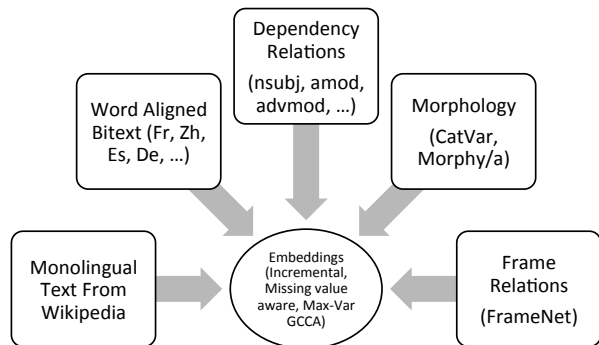 Dependency
Relations
(nsubj, amod,
advmod, ...)
Word Aligned
Bitext (Fr, Zh,
Es, De, ...)
Morphology
(CatVar,
Morphy/a)
Monolingual
Text From
Wikipedia
Embeddings
(Incremental,
Missing value
aware, Max-Var
GCCA)
Frame
Relations
(FrameNet)